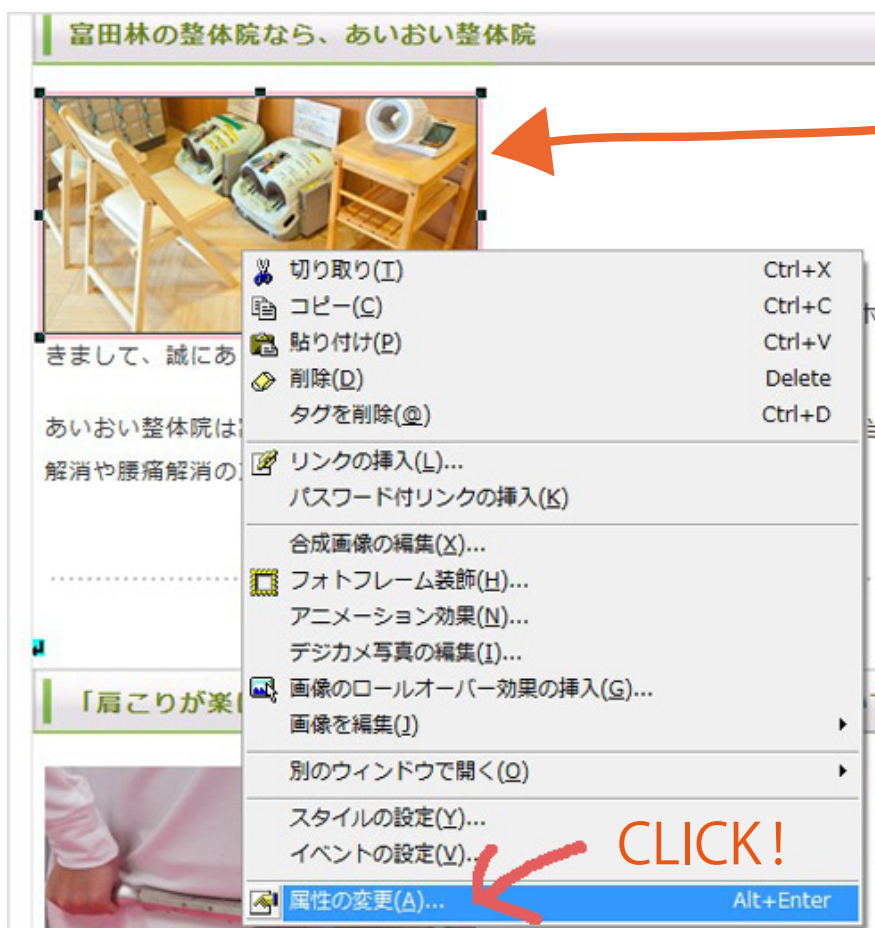 富田林の整体院なら、あいおい整体院
切り取り(T) Ctrl+X
コピー(C) Ctrl+C
貼り付け(P) Ctrl+V
削除(D) Delete
タグを削除(@) Ctrl+D
きまして、誠にあ
あいおい整体院は
解消や腰痛解消の
リンクの挿入(L)...
パスワード付リンクの挿入(K)
合成画像の編集(X)...
フォトフレーム装飾(H)...
アニメーション効果(N)...
デジカメ写真の編集(I)...
画像のロールオーバー効果の挿入(G)...
画像を編集(J)
「肩こりが楽
別のウィンドウで開く(O)
スタイルの設定(Y)...
イベントの設定(V)...
CLICK!
属性の変更(A)... Alt+Enter